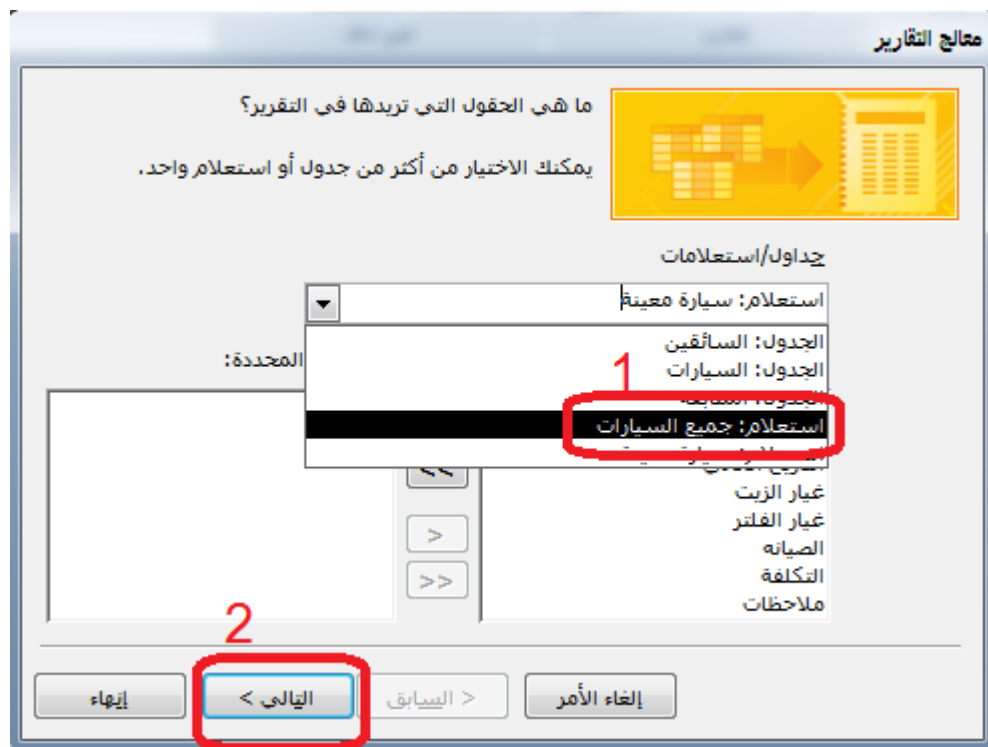 معالج التقارير
ما هي الحقول التي تريدها في التقرير؟
يمكنك الاختيار من أكثر من جدول أو استعلام واحد.
جداول/استعلامات
استعلام: سيارة معينة
الجدول: السائقين
الجدول: السيارات
1
المحددة:
استعلام: جميع السيارات
<<
غيار الزيت
غيار الفلتر
>
الصيانه
التكلفة
>>
ملاحظات
2
إلغاء الأمر
< السابق
التالي >
إنهاء